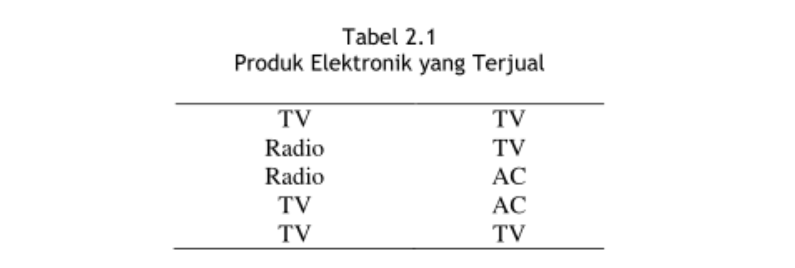 Tabel 2.1
Produk Elektronik yang Terjual
TV TV
Radio TV
Radio AC
TV AC
TV TV